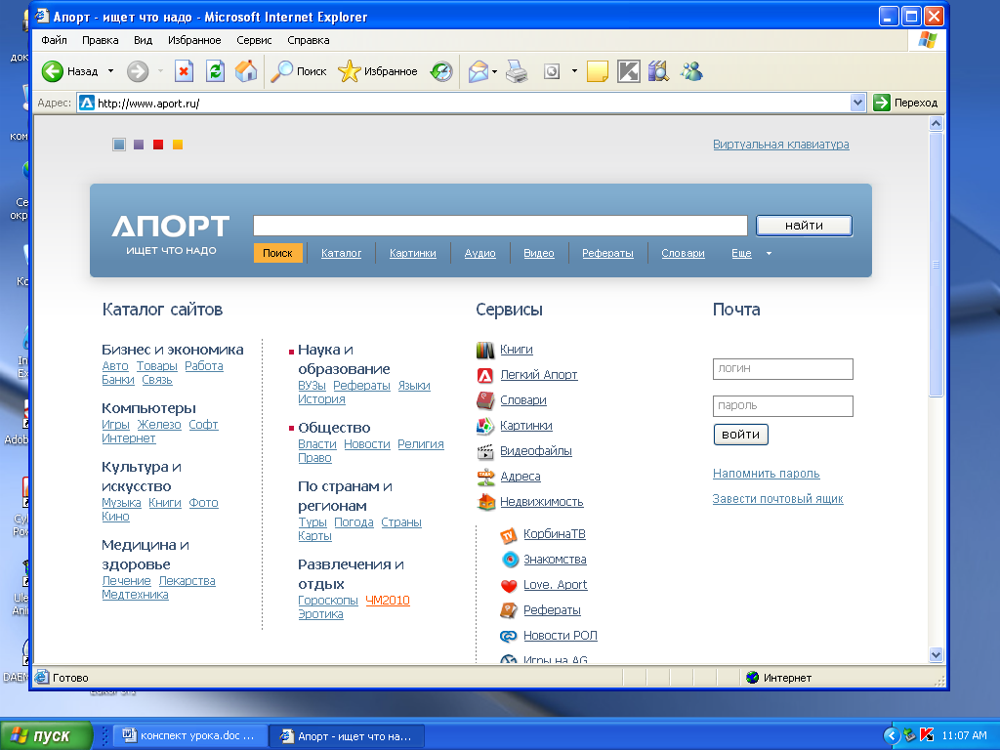 Апорт - ищет что надо - Microsoft Internet Explorer
Файл Правка Вид Избранное Сервис Справка
Назад Поиск Избранное
Адрес: http://www.aport.ru/ Переход
Виртуальная клавиатура
АПОРТ
ИЩЕТ ЧТО НАДО
найти
Поиск Каталог Картинки Аудио Видео Рефераты Словари Еще
Каталог сайтов
Бизнес и экономика
Авто Товары Работа
Банки Связь
Компьютеры
Игры Железо Софт
Интернет
Культура и
искусство
Музыка Книги Фото
Кино
Медицина и
здоровье
Лечение Лекарства
Медтехника
Наука и
образование
ВУЗы Рефераты Языки
История
Общество
Власти Новости Религия
Право
По странам и
регионам
Туры Погода Страны
Карты
Развлечения и
отдых
Гороскопы ЧМ2010
Эротика
Сервисы
Книги
Легкий Апорт
Словари
Картинки
Видеофайлы
Адреса
Недвижимость
КорбинаТВ
Знакомства
Love. Aport
Рефераты
Новости РОЛ
Игры на AG
Почта
логин
пароль
войти
Напомнить пароль
Завести почтовый ящик
Готово
Интернет
пуск
конспект урока.doc ...
Апорт - ищет что на...
11:07 AM